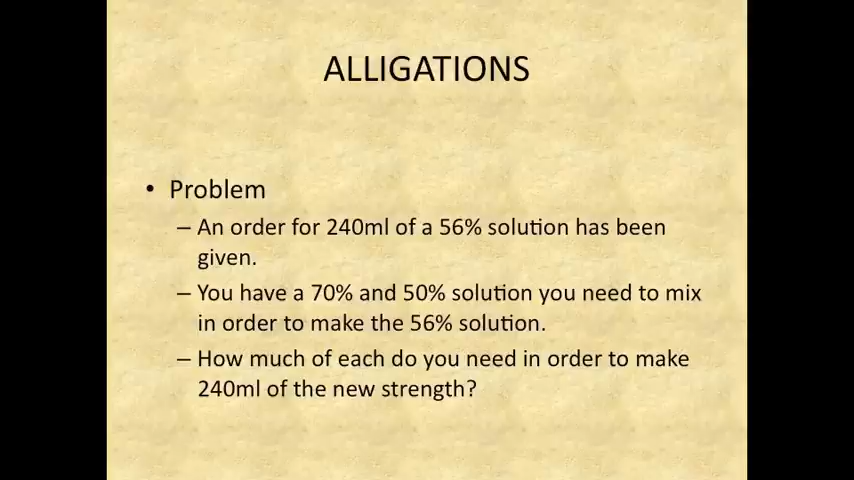 ALLIGATIONS
• Problem
– An order for 240ml of a 56% solution has been
given.
– You have a 70% and 50% solution you need to mix
in order to make the 56% solution.
– How much of each do you need in order to make
240ml of the new strength?